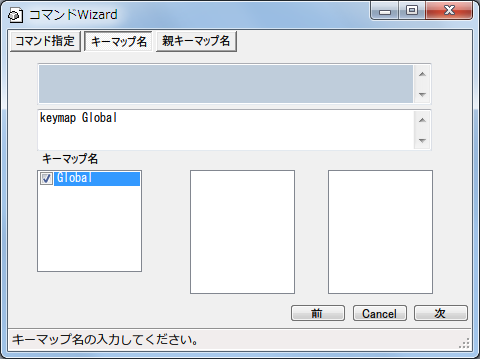 コマンドWizard
コマンド指定 キーマップ名 親キーマップ名
keymap Global
キーマップ名
Global
前 Cancel 次
キーマップ名の入力してください。